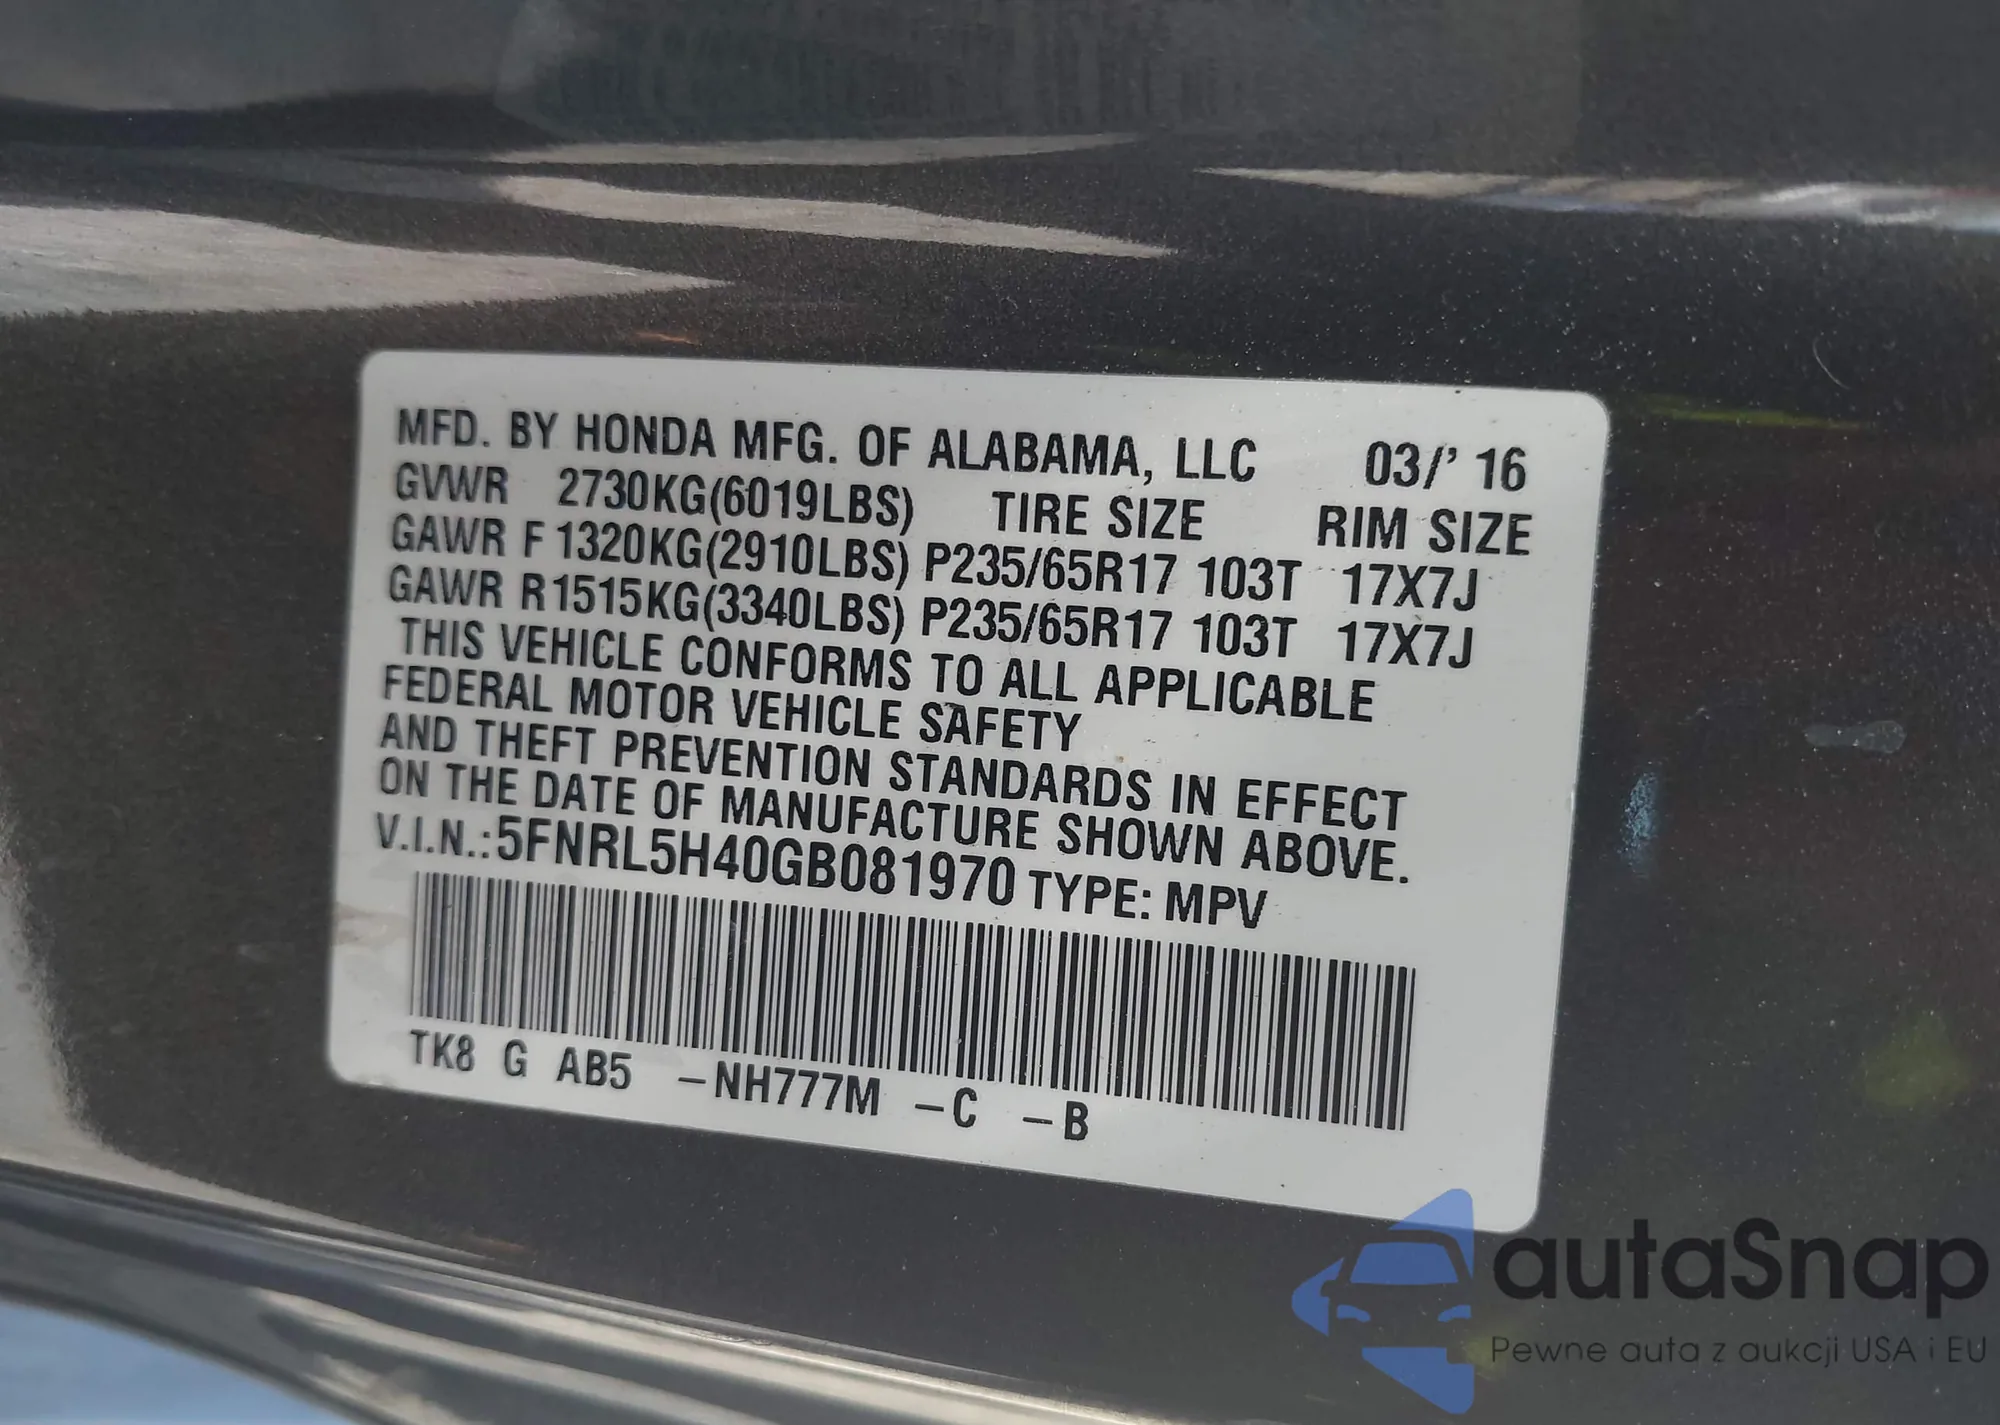 MFD. BY HONDA MFG. OF ALABAMA, LLC 03/' 16
GVWR 2730KG(6019LBS) TIRE SIZE RIM SIZE
GAWR F 1320KG(2910LBS) P235/65R17 103T 17X7J
GAWR R1515KG(3340LBS) P235/65R17 103T 17X7J
THIS VEHICLE CONFORMS TO ALL APPLICABLE
FEDERAL MOTOR VEHICLE SAFETY
AND THEFT PREVENTION STANDARDS IN EFFECT
ON THE DATE OF MANUFACTURE SHOWN ABOVE.
V.I.N.:5FNRL5H40GB081970 TYPE: MPV
TK8 G AB5 –NH777M –C –B
autaSnap
Pewne auta z aukcji USA i EU